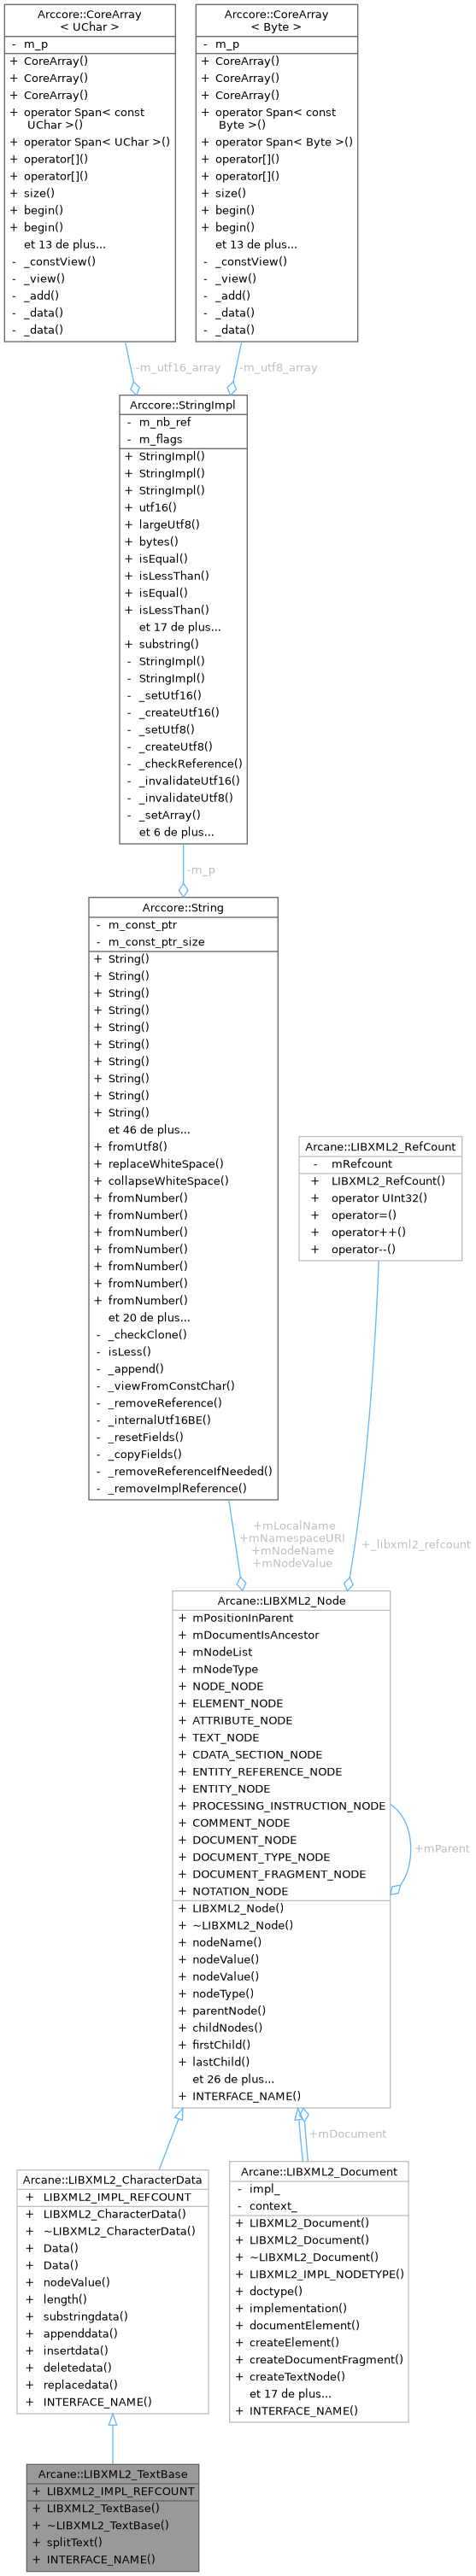 Arccore::CoreArray
< UChar >
- m_p
+ CoreArray()
+ CoreArray()
+ CoreArray()
+ operator Span< const
UChar >()
+ operator Span< UChar >()
+ operator[]()
+ operator[]()
+ size()
+ begin()
+ begin()
et 13 de plus...
- _constView()
- _view()
- _add()
- _data()
- _data()
Arccore::CoreArray
< Byte >
- m_p
+ CoreArray()
+ CoreArray()
+ CoreArray()
+ operator Span< const
Byte >()
+ operator Span< Byte >()
+ operator[]()
+ operator[]()
+ size()
+ begin()
+ begin()
et 13 de plus...
- _constView()
- _view()
- _add()
- _data()
- _data()
-m_utf16_array
-m_utf8_array
Arccore::StringImpl
- m_nb_ref
- m_flags
+ StringImpl()
+ StringImpl()
+ StringImpl()
+ utf16()
+ largeUtf8()
+ bytes()
+ isEqual()
+ isLessThan()
+ isEqual()
+ isLessThan()
et 17 de plus...
+ substring()
- StringImpl()
- StringImpl()
- _setUtf16()
- _createUtf16()
- _setUtf8()
- _createUtf8()
- _checkReference()
- _invalidateUtf16()
- _invalidateUtf8()
- _setArray()
et 6 de plus...
-m_p
Arccore::String
- m_const_ptr
- m_const_ptr_size
+ String()
+ String()
+ String()
+ String()
+ String()
+ String()
+ String()
+ String()
+ String()
+ String()
et 46 de plus...
+ fromUtf8()
+ replaceWhiteSpace()
+ collapseWhiteSpace()
+ fromNumber()
+ fromNumber()
+ fromNumber()
+ fromNumber()
+ fromNumber()
+ fromNumber()
+ fromNumber()
et 20 de plus...
- _checkClone()
- isLess()
- _append()
- _viewFromConstChar()
- _removeReference()
- _internalUtf16BE()
- _resetFields()
- _copyFields()
- _removeReferenceIfNeeded()
- _removeImplReference()
Arcane::LIBXML2_RefCount
- mRefcount
+ LIBXML2_RefCount()
+ operator UInt32()
+ operator=()
+ operator++()
+ operator--()
+mLocalName
+mNamespaceURI
+mNodeName
+mNodeValue
+_libxml2_refcount
Arcane::LIBXML2_Node
+ mPositionInParent
+ mDocumentIsAncestor
+ mNodeList
+ mNodeType
+ NODE_NODE
+ ELEMENT_NODE
+ ATTRIBUTE_NODE
+ TEXT_NODE
+ CDATA_SECTION_NODE
+ ENTITY_REFERENCE_NODE
+ ENTITY_NODE
+ PROCESSING_INSTRUCTION_NODE
+ COMMENT_NODE
+ DOCUMENT_NODE
+ DOCUMENT_TYPE_NODE
+ DOCUMENT_FRAGMENT_NODE
+ NOTATION_NODE
+ LIBXML2_Node()
+ ~LIBXML2_Node()
+ nodeName()
+ nodeValue()
+ nodeValue()
+ nodeType()
+ parentNode()
+ childNodes()
+ firstChild()
+ lastChild()
et 26 de plus...
+ INTERFACE_NAME()
+mParent
+mDocument
Arcane::LIBXML2_CharacterData
+ LIBXML2_IMPL_REFCOUNT
+ LIBXML2_CharacterData()
+ ~LIBXML2_CharacterData()
+ Data()
+ Data()
+ nodeValue()
+ length()
+ substringdata()
+ appenddata()
+ insertdata()
+ deletedata()
+ replacedata()
+ INTERFACE_NAME()
Arcane::LIBXML2_Document
- impl_
- context_
+ LIBXML2_Document()
+ LIBXML2_Document()
+ ~LIBXML2_Document()
+ LIBXML2_IMPL_NODETYPE()
+ doctype()
+ implementation()
+ documentElement()
+ createElement()
+ createDocumentFragment()
+ createTextNode()
et 17 de plus...
+ INTERFACE_NAME()
Arcane::LIBXML2_TextBase
+ LIBXML2_IMPL_REFCOUNT
+ LIBXML2_TextBase()
+ ~LIBXML2_TextBase()
+ splitText()
+ INTERFACE_NAME()